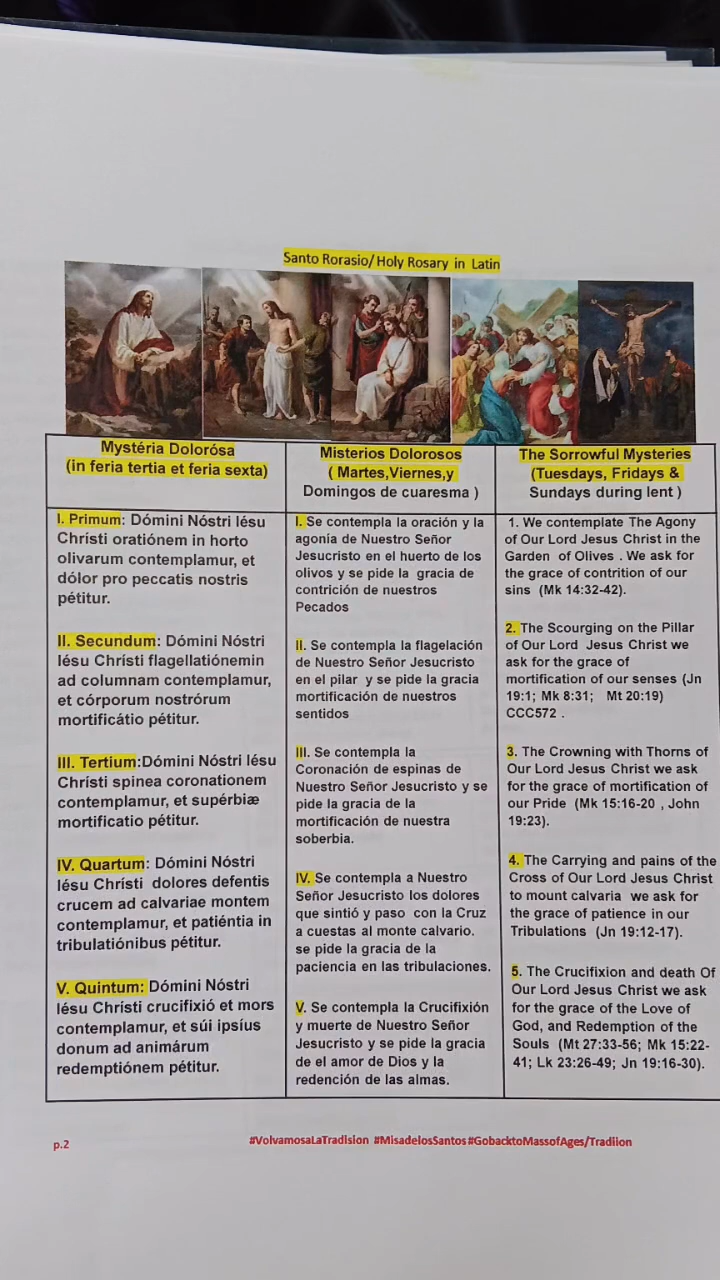 Santo Rorasio/Holy Rosary in Latin
Mystéria Dolorósa
(in feria tertia et feria sexta)
I. Primum: Dómini Nóstri Iésu
Christi oratiónem in horto
olivarum contemplamur, et
dólor pro peccatis nostris
pétitur.
II. Secundum: Dómini Nóstri
Iésu Christi flagellatiónemin
ad columnam contemplamur,
et córporum nostrórum
mortificátio pétitur.
III. Tertium:Dómini Nóstri Iésu
Christi spinea coronationem
contemplamur, et supérbiæ
mortificatio pétitur.
IV. Quartum: Dómini Nóstri
Iésu Christi dolores defentis
crucem ad calvariae montem
contemplamur, et patiéntia in
tribulatiónibus pétitur.
V. Quintum: Dómini Nóstri
Iésu Christi crucifixió et mors
contemplamur, et súi ipsíus
donum ad animárum
redemptiónem pétitur.
Misterios Dolorosos
( Martes,Viernes,y
Domingos de cuaresma )
I. Se contempla la oración y la
agonía de Nuestro Señor
Jesucristo en el huerto de los
olivos y se pide la gracia de
contrición de nuestros
Pecados
II. Se contempla la flagelación
de Nuestro Señor Jesucristo
en el pilar y se pide la gracia
mortificación de nuestros
sentidos
III. Se contempla la
Coronación de espinas de
Nuestro Señor Jesucristo y se
pide la gracia de la
mortificación de nuestra
soberbia.
IV. Se contempla a Nuestro
Señor Jesucristo los dolores
que sintió y paso con la Cruz
a cuestas al monte calvario.
se pide la gracia de la
paciencia en las tribulaciones.
V. Se contempla la Crucifixión
y muerte de Nuestro Señor
Jesucristo y se pide la gracia
de el amor de Dios y la
redención de las almas.
The Sorrowful Mysteries
(Tuesdays, Fridays &
Sundays during lent )
1. We contemplate The Agony
of Our Lord Jesus Christ in the
Garden of Olives . We ask for
the grace of contrition of our
sins (Mk 14:32-42).
2. The Scourging on the Pillar
of Our Lord Jesus Christ we
ask for the grace of
mortification of our senses (Jn
19:1; Mk 8:31; Mt 20:19)
CCC572 .
3. The Crowning with Thorns of
Our Lord Jesus Christ we ask
for the grace of mortification of
our Pride (Mk 15:16-20 , John
19:23).
4. The Carrying and pains of the
Cross of Our Lord Jesus Christ
to mount calvaria we ask for
the grace of patience in our
Tribulations (Jn 19:12-17).
5. The Crucifixion and death Of
Our Lord Jesus Christ we ask
for the grace of the Love of
God, and Redemption of the
Souls (Mt 27:33-56; Mk 15:22-
41; Lk 23:26-49; Jn 19:16-30).
p.2
#VolvamosaLaTradIsion #MisadelosSantos #GobacktoMassofAges/Tradiion